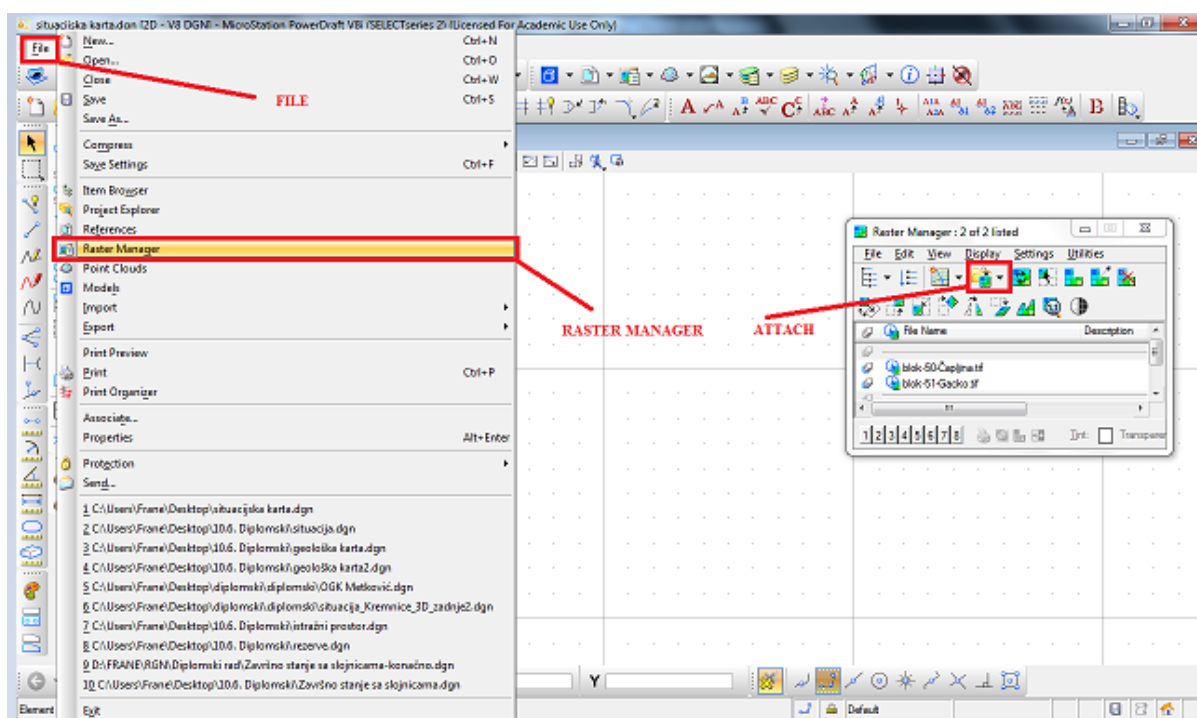 situacijska karta.dgn [2D - V8 DGN] - MicroStation PowerDraft V8i (SELECTseries 2) (Licensed For Academic Use Only)
File
New... Ctrl+N
Open... Ctrl+O
Close Ctrl+W
Save Ctrl+S
Save As...
Compress
Save Settings Ctrl+F
Item Browser
Project Explorer
References
Raster Manager
Point Clouds
Models
Import
Export
Print Preview
Print Ctrl+P
Print Organizer
Associate...
Properties Alt+Enter
Protection
Send...
1 C:\Users\Frane\Desktop\situacijska karta.dgn
2 C:\Users\Frane\Desktop\10.6. Diplomski\situacija.dgn
3 C:\Users\Frane\Desktop\10.6. Diplomski\geološka karta.dgn
4 C:\Users\Frane\Desktop\10.6. Diplomski\geološka karta2.dgn
5 C:\Users\Frane\Desktop\diplomski\diplomski\OGK Metković.dgn
6 C:\Users\Frane\Desktop\diplomski\diplomski\situacija_Kremnice_3D_zadnje2.dgn
7 C:\Users\Frane\Desktop\10.6. Diplomski\istražni prostor.dgn
8 C:\Users\Frane\Desktop\10.6. Diplomski\rezerve.dgn
9 D:\FRANE\RGN\Diplomski rad\Završno stanje sa slojnicama-konačno.dgn
10 C:\Users\Frane\Desktop\10.6. Diplomski\Završno stanje sa slojnicama.dgn
Exit
FILE
RASTER MANAGER
ATTACH
Raster Manager : 2 of 2 listed
File Edit View Display Settings Utilities
File Name Description
blok-50-Čapljina.tif
blok-51-Gacko.tif
1 2 3 4 5 6 7 8 Tint: Transparen
Y
Element
Default